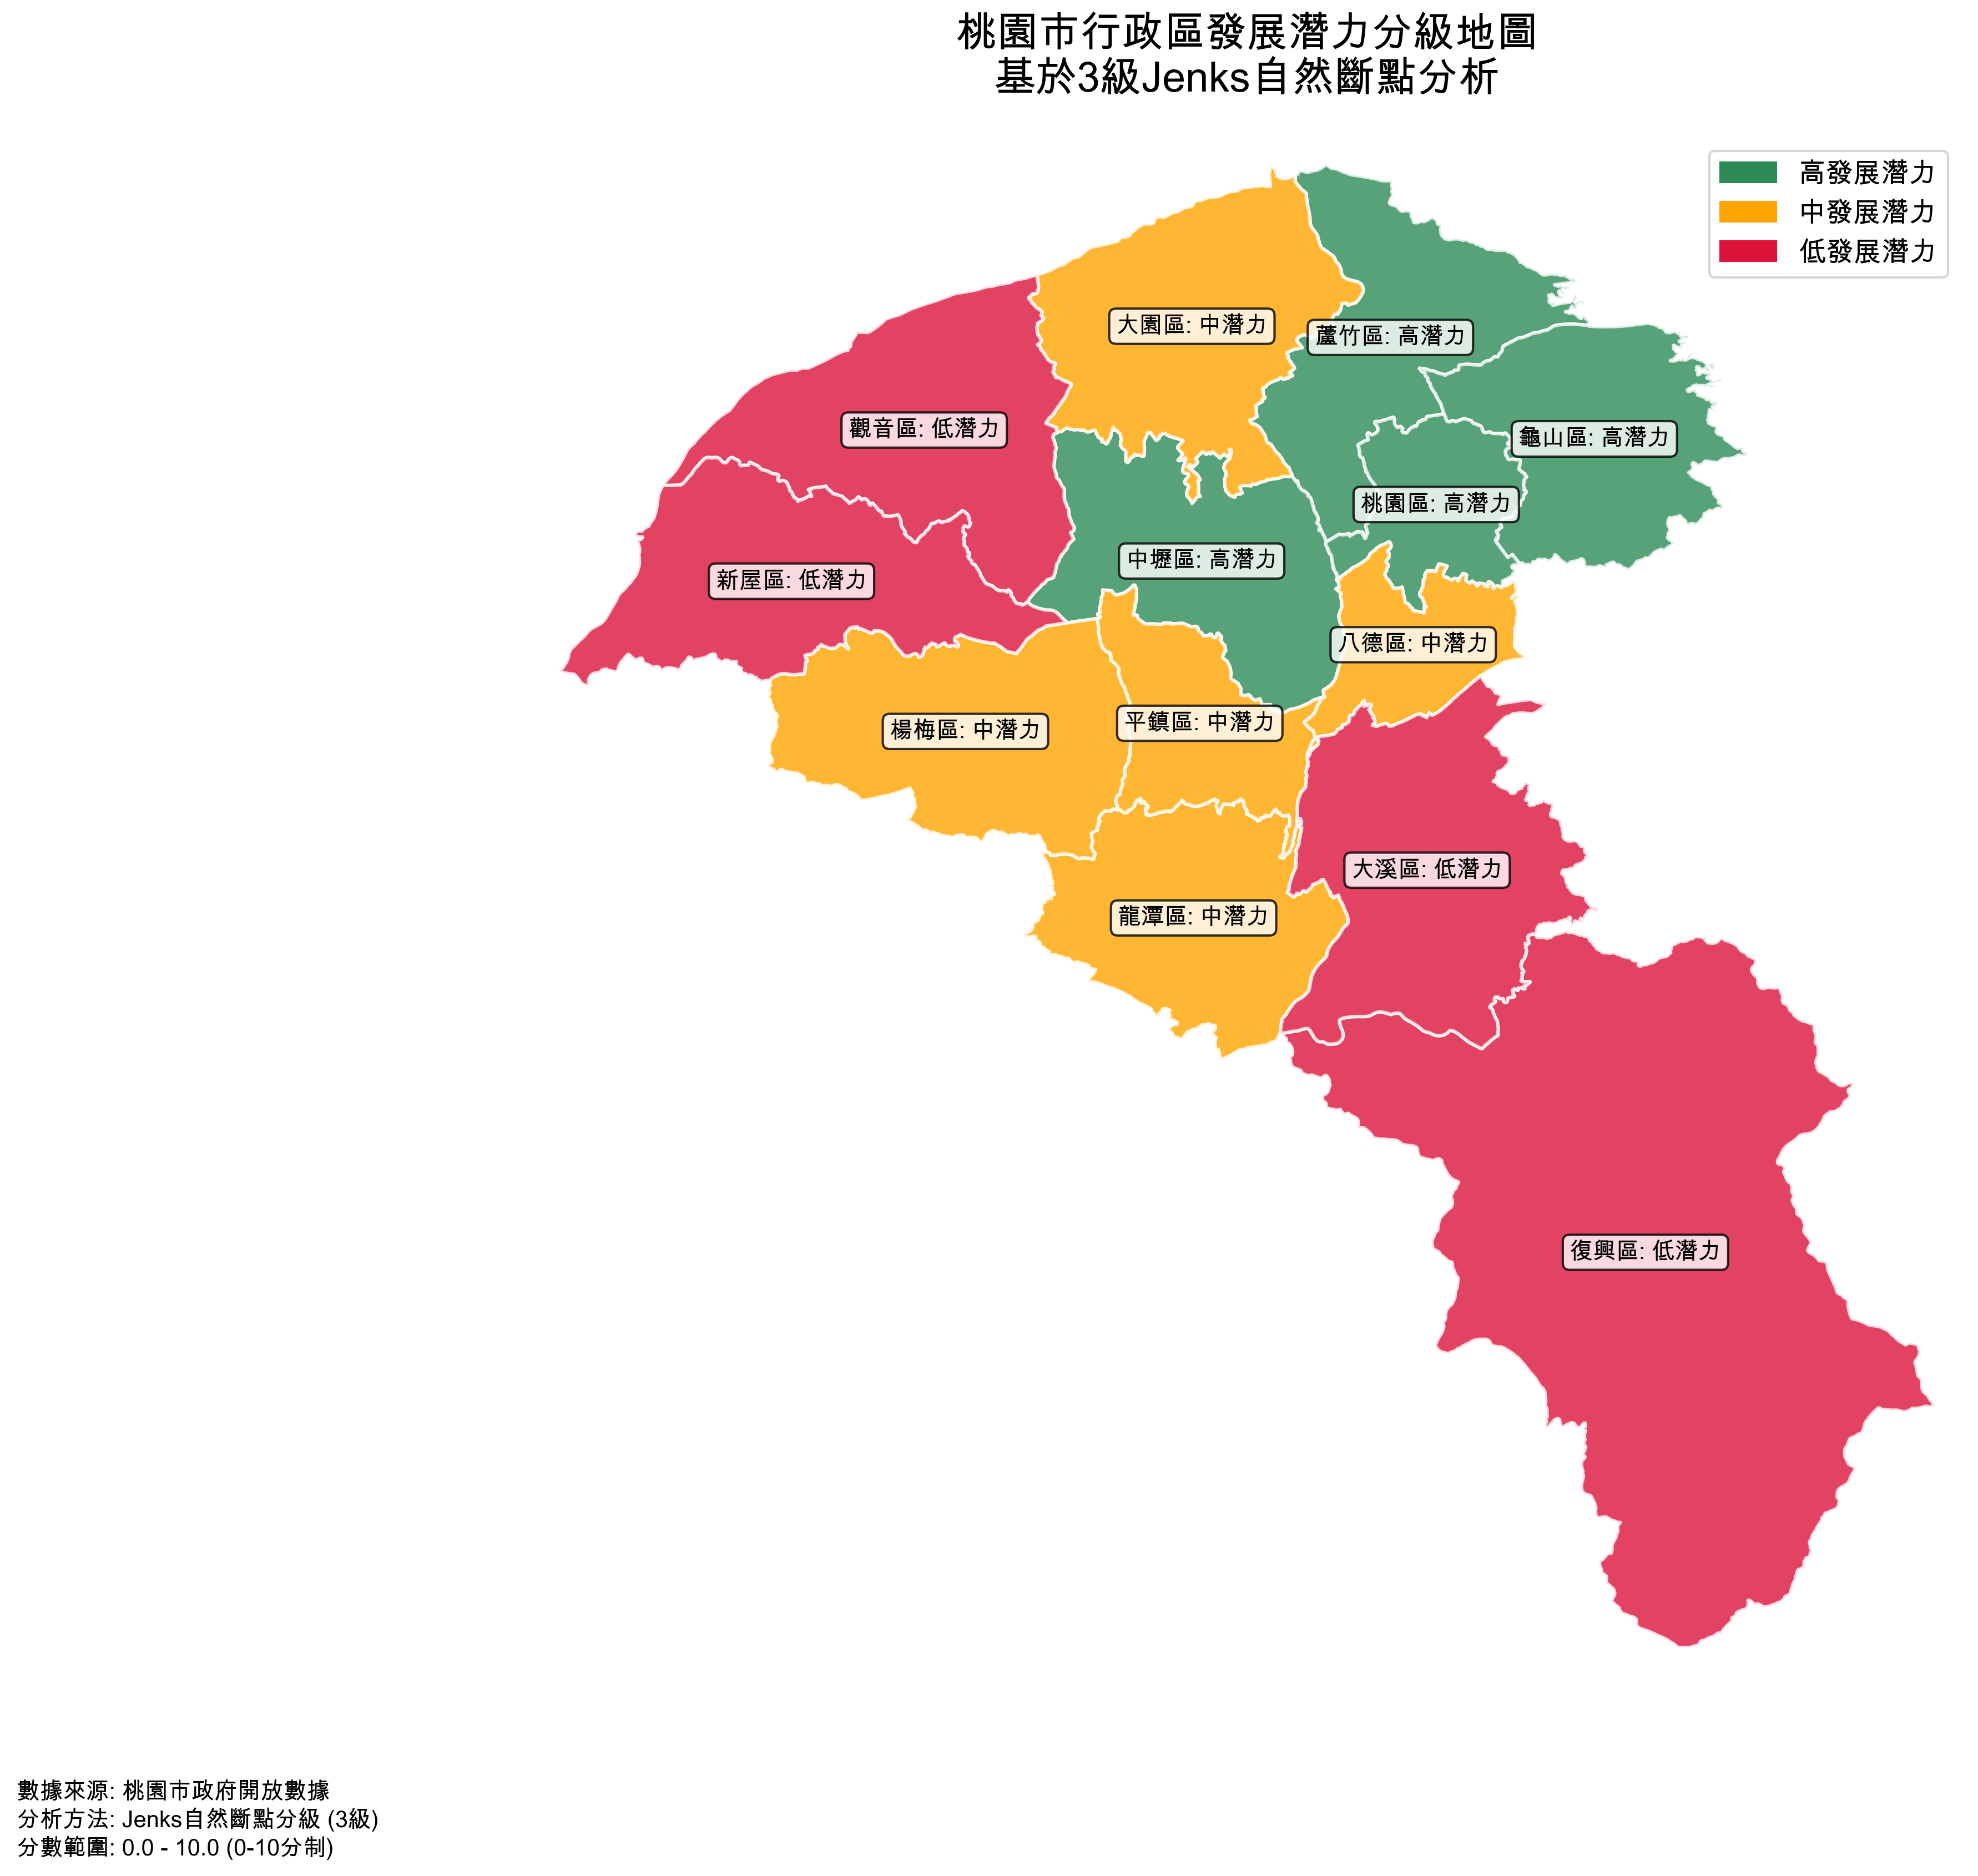 桃園市行政區發展潛力分級地圖
基於3級Jenks自然斷點分析
高發展潛力
中發展潛力
低發展潛力
大園區: 中潛力
蘆竹區: 高潛力
觀音區: 低潛力
龜山區: 高潛力
桃園區: 高潛力
中壢區: 高潛力
新屋區: 低潛力
八德區: 中潛力
平鎮區: 中潛力
楊梅區: 中潛力
大溪區: 低潛力
龍潭區: 中潛力
復興區: 低潛力
數據來源: 桃園市政府開放數據
分析方法: Jenks自然斷點分級 (3級)
分數範圍: 0.0 - 10.0 (0-10分制)